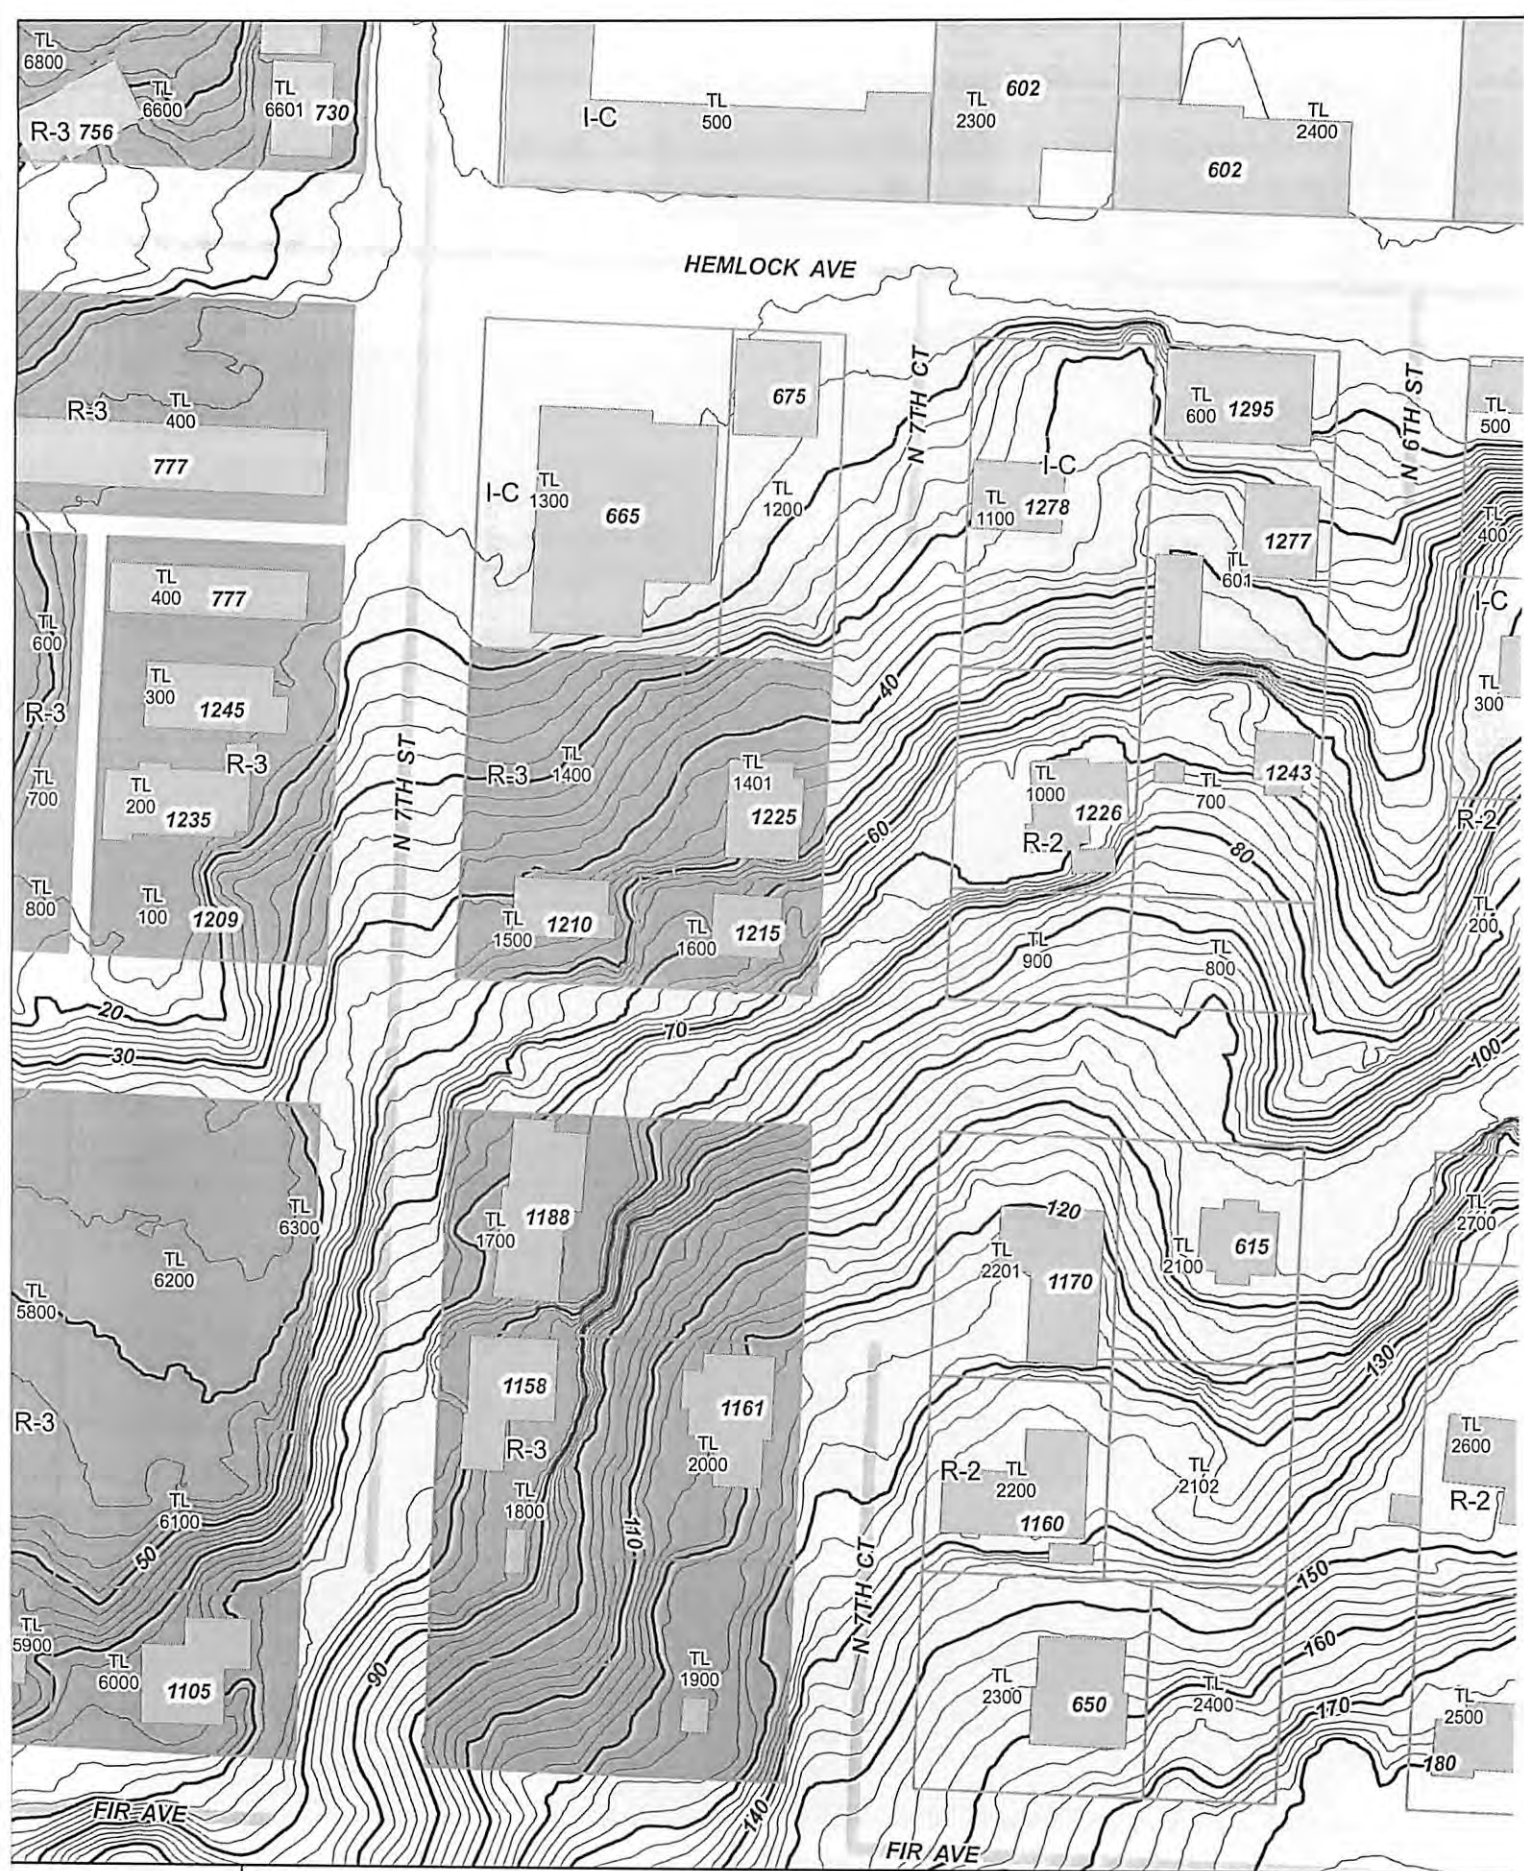 TL
6800
TL
6600
TL
6601
730
R-3
756
I-C
TL
500
602
TL
2300
TL
2400
602
HEMLOCK AVE
R-3
TL
400
777
675
N 7TH CT
TL
600
1295
N 6TH ST
TL
500
I-C
TL
1300
665
TL
1200
I-C
TL
1100
1278
1277
TL
400
TL
601
I-C
TL
400
777
TL
600
TL
300
1245
R-3
R-3
40
TL
300
N 7TH ST
R-3
TL
1400
TL
1401
1225
TL
1000
1226
R-2
1243
TL
700
R-2
TL
700
TL
200
1235
60
80
TL
800
TL
100
1209
TL
1500
1210
TL
1600
1215
TL
900
TL
800
TL
200
20
30
70
100
TL
6300
TL
6200
TL
5800
TL
1700
1188
120
TL
2201
1170
TL
2100
615
TL
2700
130
R-3
1158
R-3
1161
TL
2000
TL
1800
R-2
TL
2200
1160
TL
2102
TL
2600
R-2
TL
6100
50
110
N 7TH CT
150
160
TL
5900
TL
6000
1105
90
TL
1900
TL
2300
650
TL
2400
170
TL
2500
180
FIR AVE
140
FIR AVE